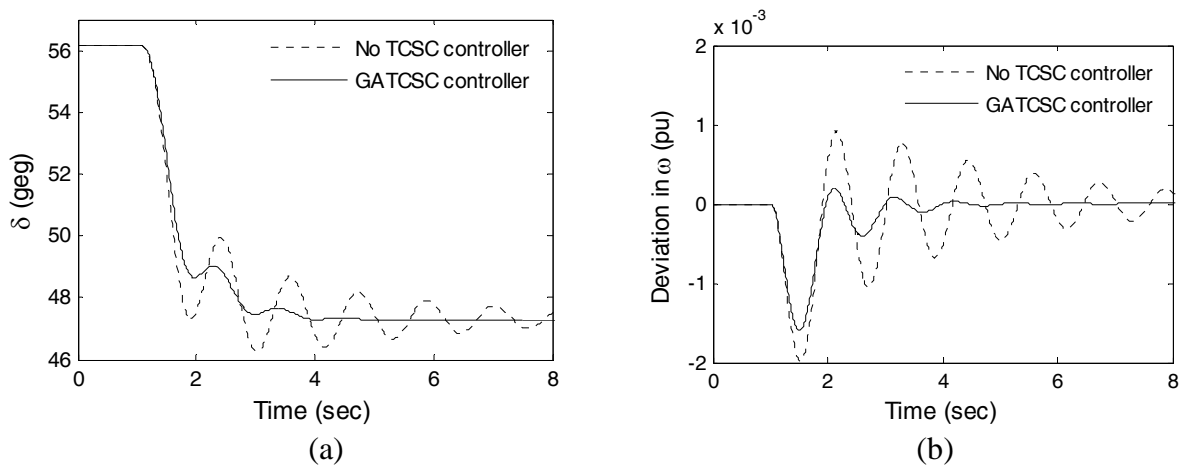 56
54
52
50
48
46
δ (geg)
No TCSC controller
GATCSC controller
0 2 4 6 8
Time (sec)
(a)
x 10-3
2
1
0
-1
-2
Deviation in ω (pu)
No TCSC controller
GATCSC controller
0 2 4 6 8
Time (sec)
(b)